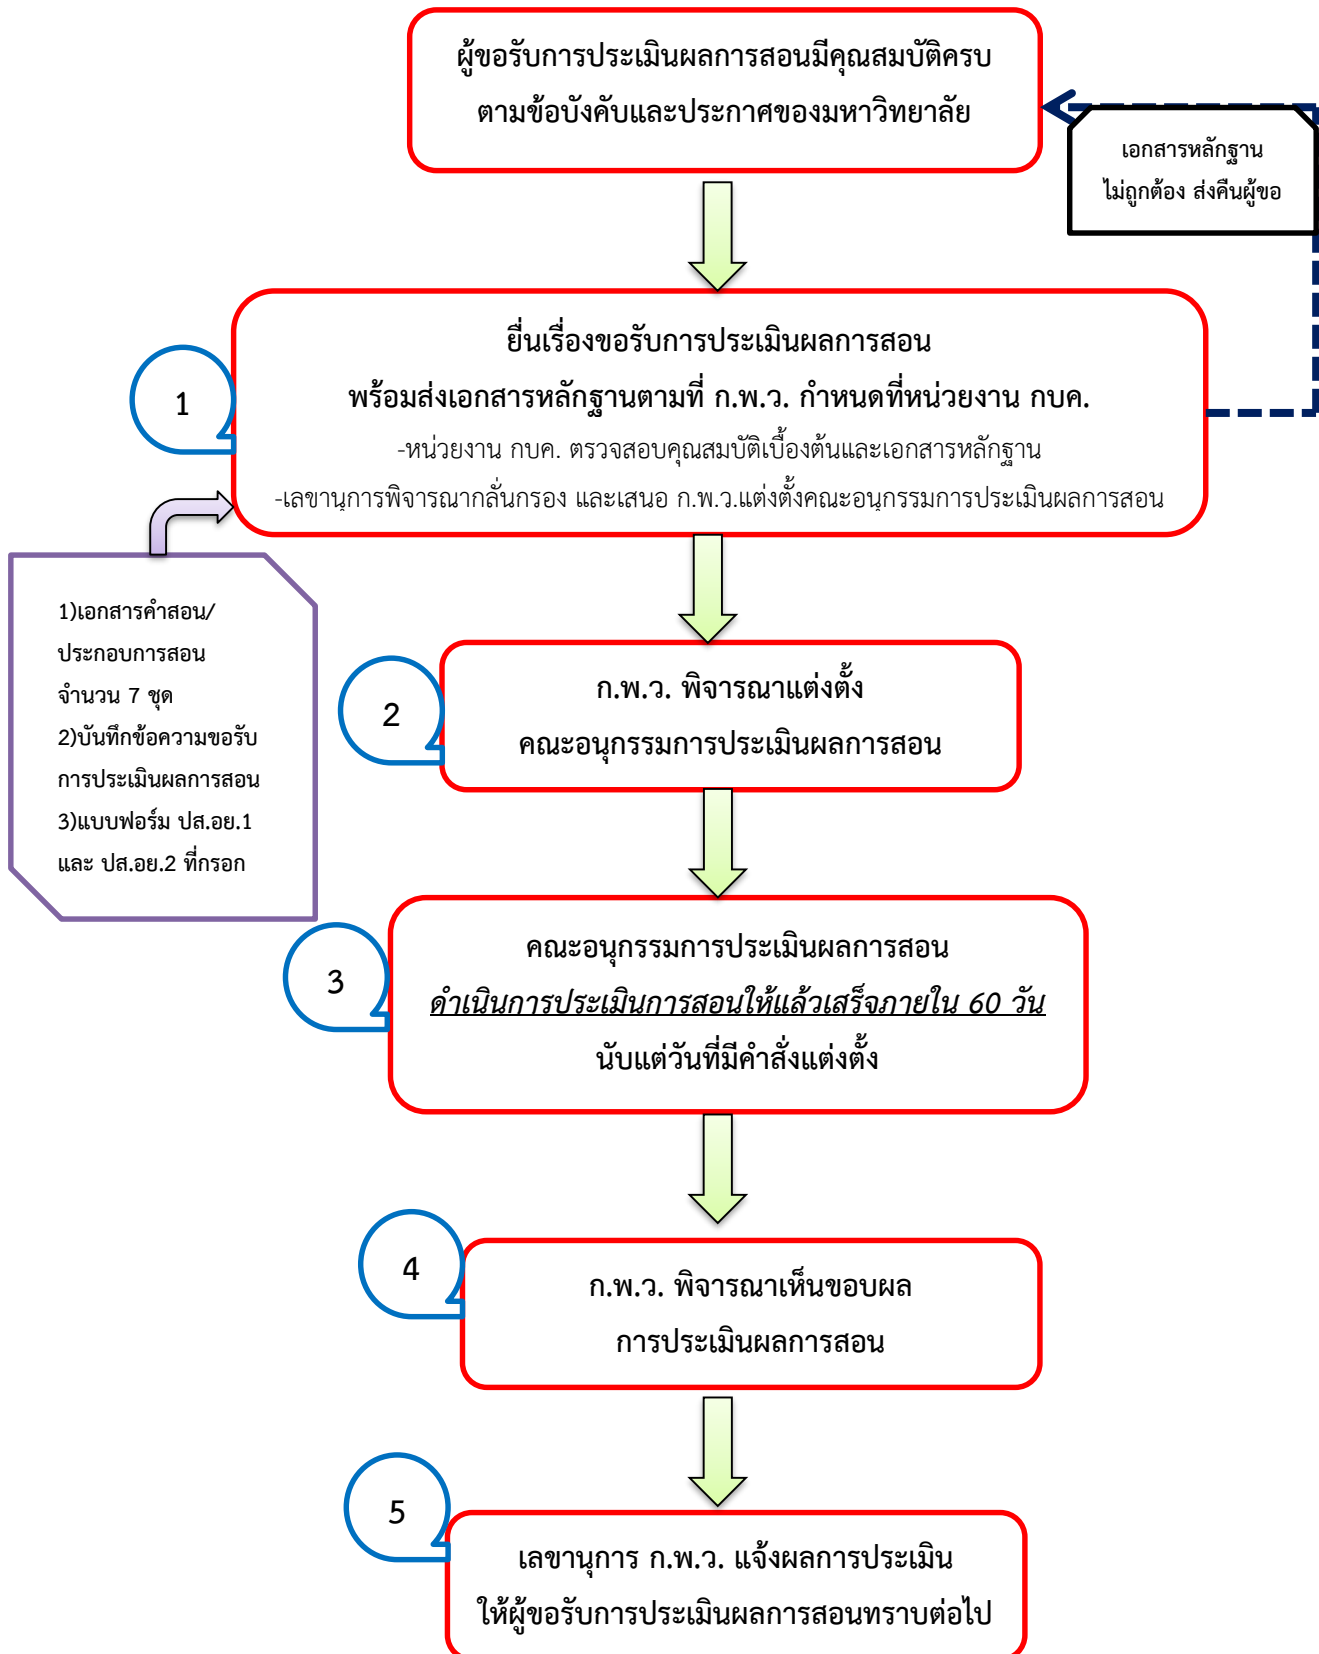 ผู้ขอรับการประเมินผลการสอนมีคุณสมบัติครบ
ตามข้อบังคับและประกาศของมหาวิทยาลัย
เอกสารหลักฐาน
ไม่ถูกต้อง ส่งคืนผู้ขอ
1
ยื่นเรื่องขอรับการประเมินผลการสอน
พร้อมส่งเอกสารหลักฐานตามที่ ก.พ.ว. กำหนดที่หน่วยงาน กบค.
-หน่วยงาน กบค. ตรวจสอบคุณสมบัติเบื้องต้นและเอกสารหลักฐาน
-เลขานุการพิจารณากลั่นกรอง และเสนอ ก.พ.ว.แต่งตั้งคณะอนุกรรมการประเมินผลการสอน
1)เอกสารคำสอน/
ประกอบการสอน
จำนวน 7 ชุด
2)บันทึกข้อความขอรับ
การประเมินผลการสอน
3)แบบฟอร์ม ปส.อย.1
และ ปส.อย.2 ที่กรอก
2
ก.พ.ว. พิจารณาแต่งตั้ง
คณะอนุกรรมการประเมินผลการสอน
3
คณะอนุกรรมการประเมินผลการสอน
ดำเนินการประเมินการสอนให้แล้วเสร็จภายใน 60 วัน
นับแต่วันที่มีคำสั่งแต่งตั้ง
4
ก.พ.ว. พิจารณาเห็นขอบผล
การประเมินผลการสอน
5
เลขานุการ ก.พ.ว. แจ้งผลการประเมิน
ให้ผู้ขอรับการประเมินผลการสอนทราบต่อไป